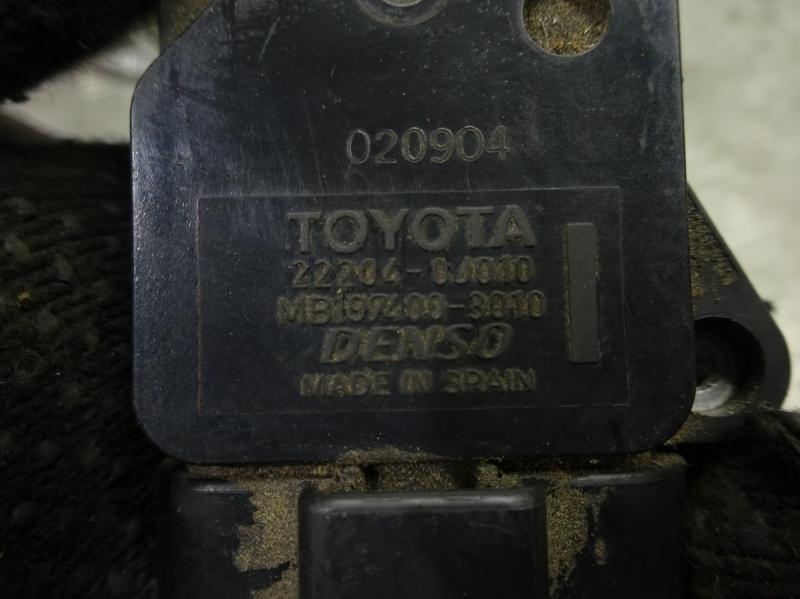 020904
TOYOTA
22204-0J010
MB197400-3010
DENSO
MADE IN SPAIN